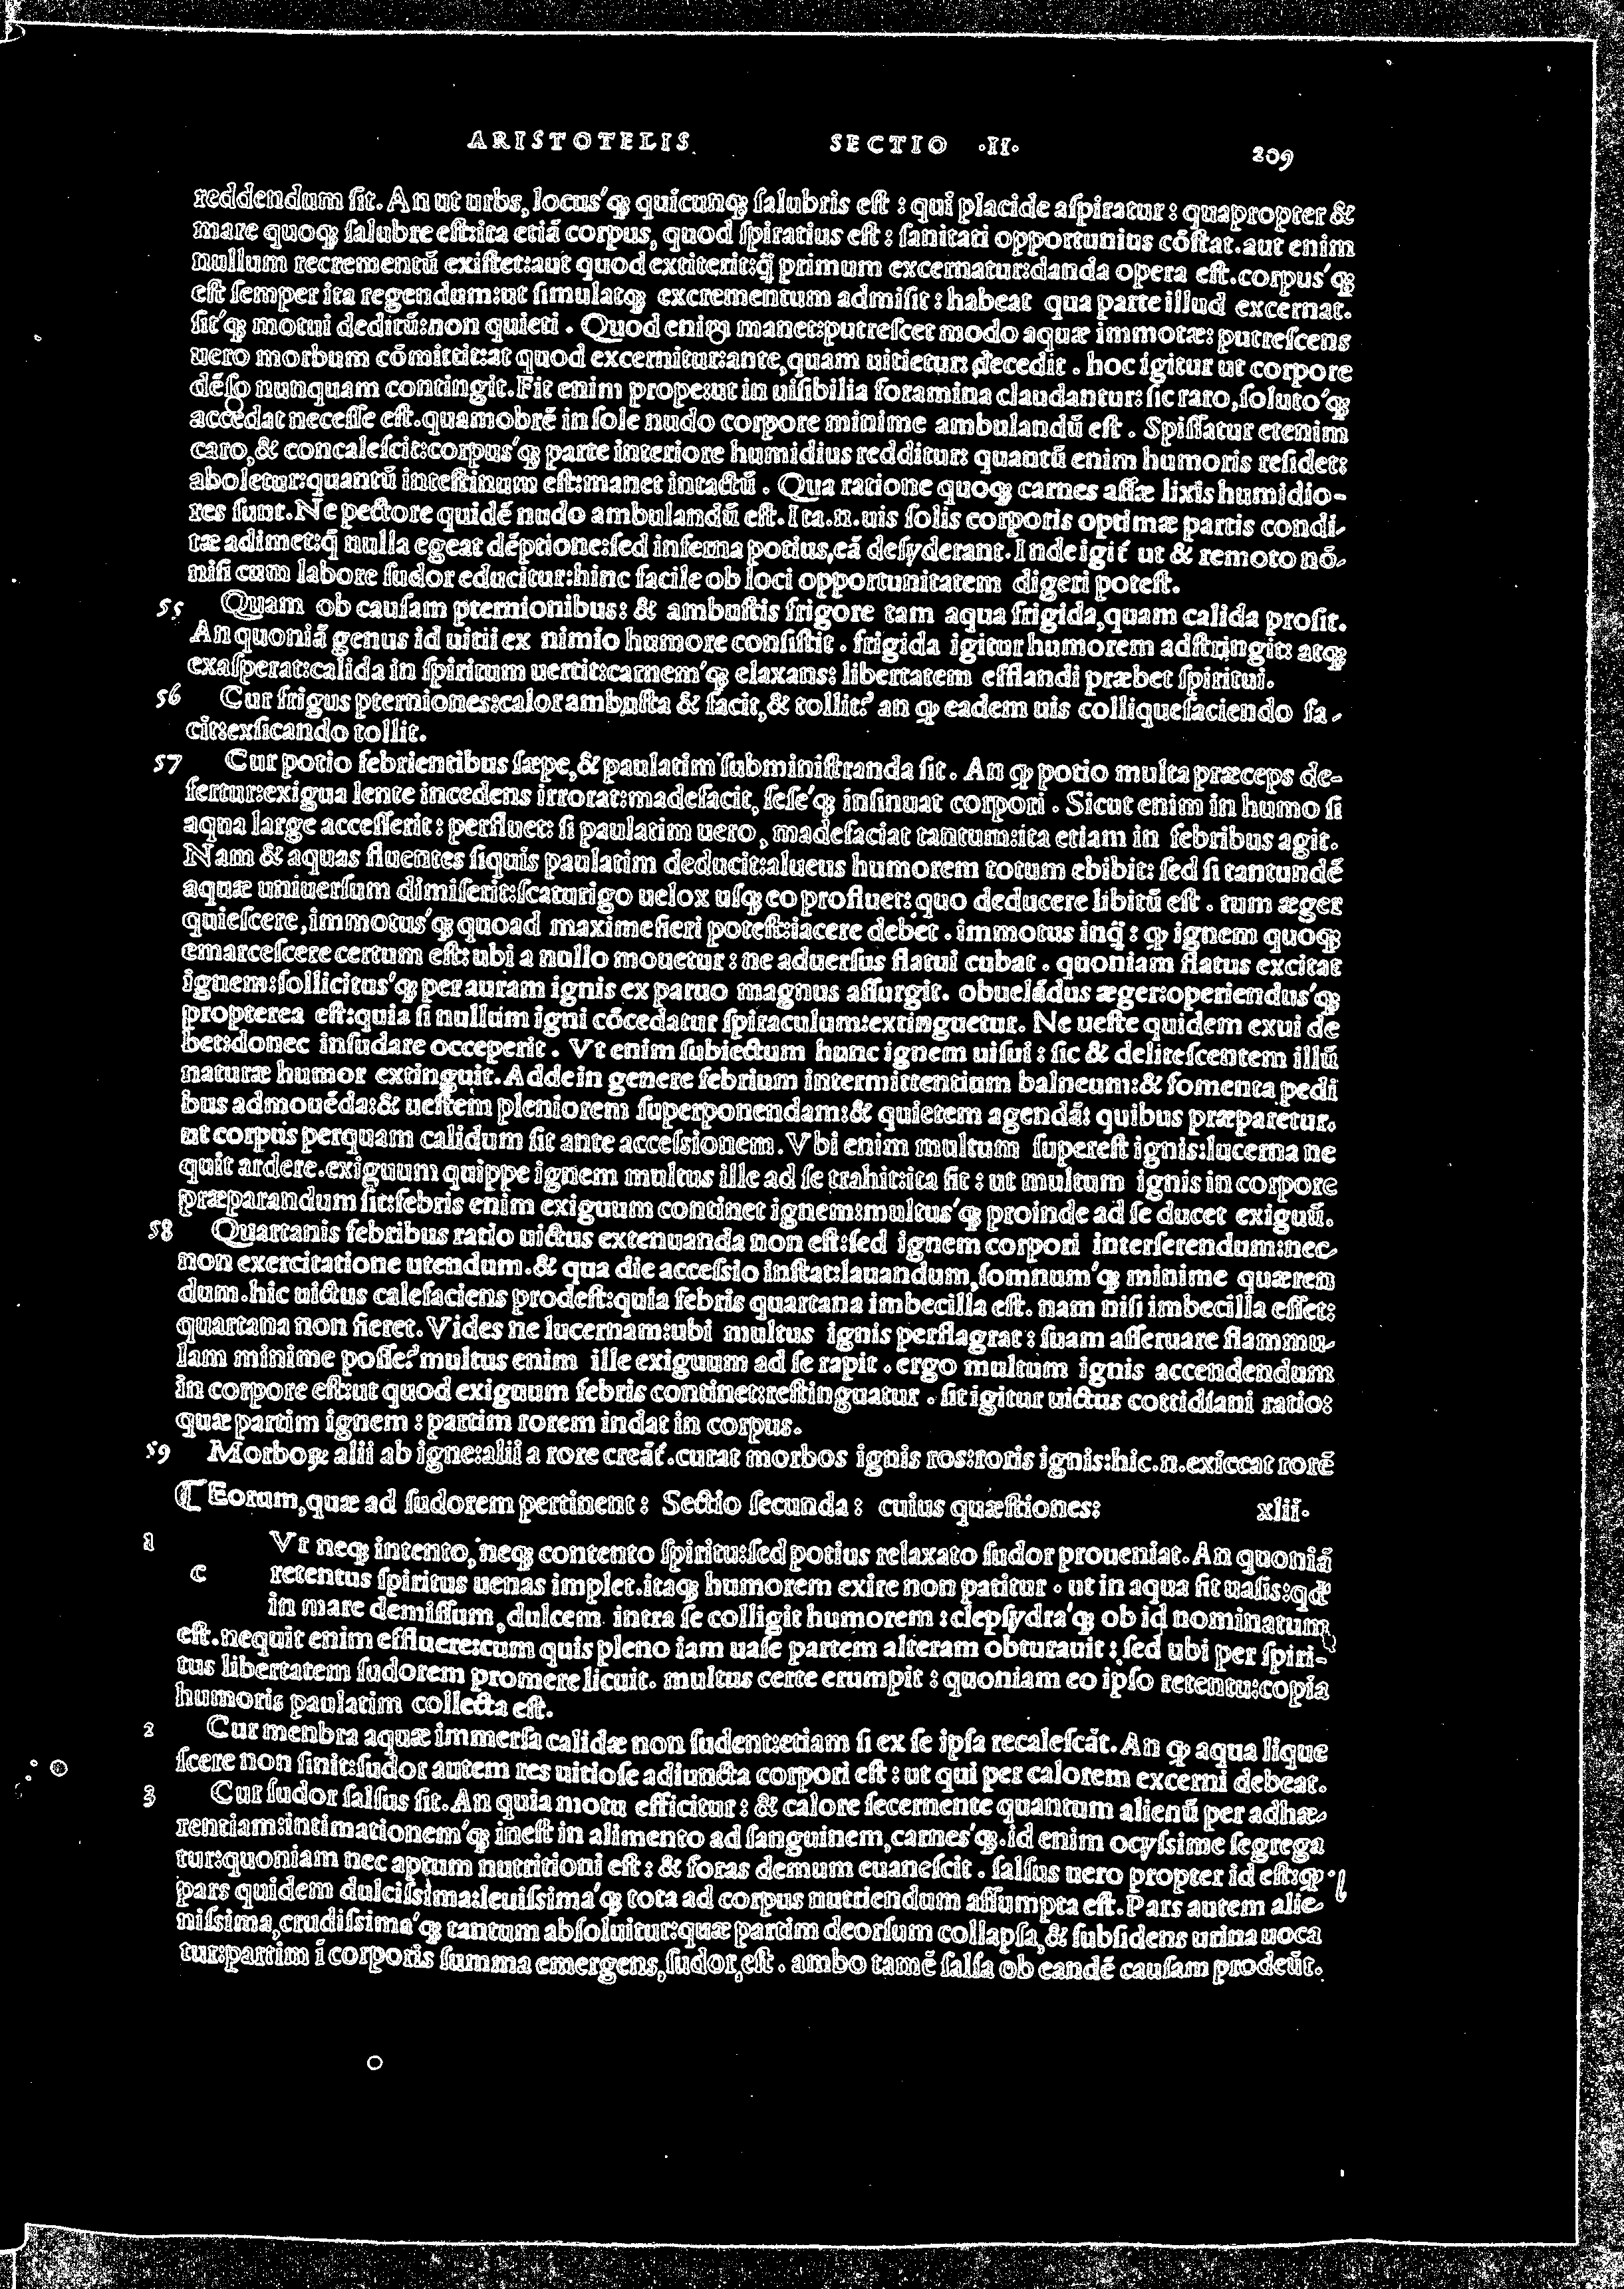 ARISTOTELIS SECTIO .II. 209
reddendum ſit. An ut urbs, locus'q; quicunq; ſalubris eſt : qui placide aſpiratur : quapropter &
mare quoq; ſalubre eſt:ita etiã corpus, quod ſpiratius eſt : ſanitati opportunius cõſtat. aut enim
nullum recrementũ exiſtet:aut quod extiterit:q̃ primum excernatur:danda opera eſt. corpus'q;
eſt ſemper ita regendum:ut ſimulatq; excrementum admiſit : habeat qua parte illud excernat.
ſit'q; motui deditũ:non quieti . Quod enim manet:putreſcet modo aquæ immotæ: putreſcens
uero morbum cõmittit:at quod excernitur:ante,quam uitietur: decedit . hoc igitur ut corpore
dẽſo nunquam contingit. Fit enim prope:ut in uiſibilia foramina claudantur: ſic raro, ſoluto'q;
accedat neceſſe eſt. quamobrẽ in ſole nudo corpore minime ambulandũ eſt . Spiſſatur etenim
caro,& concaleſcit:corpus'q; parte interiore humidius redditur: quantũ enim humoris reſidet:
aboletur:quantũ inteſtinum eſt:manet intactũ . Qua ratione quoq; carnes aſſæ lixis humidio-
res ſunt. Ne pectore quidẽ nudo ambulandũ eſt. Ita.n.uis ſolis corporis optimæ partis condi-
tæ adimet:q̃ nulla egeat dẽptione:ſed inferna potius,eã deſyderant. Inde igit́ ut & remoto nõ-
niſi cum labore ſudor educitur:hinc facile ob loci opportunitatem digeri poteſt.
55 Quam ob cauſam pternionibus: & ambuſtis frigore tam aqua frigida,quam calida proſit.
An quoniã genus id uitii ex nimio humore conſiſtit . frigida igitur humorem adſtringit: atq;
exaſperat:calida in ſpiritum uertit:carnem'q; elaxans: libertatem efflandi præbet ſpiritui.
56 Cur frigus pterniones:calor ambuſta & facit,& tollit? an ꝙ eadem uis colliquefaciendo fa-
cit:exſicando tollit.
57 Cur potio febrientibus ſæpe,& paulatim ſubminiſtranda ſit. An ꝙ potio multa præceps de-
fertur:exigua lente incedens irrorat:madefacit, ſeſe'q; inſinuat corpori . Sicut enim in humo ſi
aqua large acceſſerit : perfluet: ſi paulatim uero, madefaciat tantum:ita etiam in febribus agit.
Nam & aquas fluentes ſiquis paulatim deducit:alueus humorem totum ebibit: ſed ſi tantundẽ
aquæ uniuerſum dimiſerit:ſcaturigo uelox uſq; eo profluet: quo deducere libitũ eſt . tum æger
quieſcere,immotus'q; quoad maxime fieri poteſt:iacere debet . immotus inq̃ : ꝙ ignem quoq;
emarceſcere certum eſt: ubi a nullo mouetur : ne aduerſus flatui cubat . quoniam flatus excitat
ignem:ſollicitus'q; per auram ignis ex paruo magnus aſſurgit. obuelãdus æger:operiendus'q;
propterea eſt:quia ſi nullum igni cõcedatur ſpiraculum:extinguetur. Ne ueſte quidem exui de
bet:donec inſudare occeperit . Vt enim ſubiectum hunc ignem uiſui : ſic & deliteſcentem illũ
naturæ humor extinguit. Adde in genere febrium intermittentium balneum:& fomenta pedi
bus admouẽda:& ueſtem pleniorem ſuperponendam:& quietem agendã: quibus præparetur.
ut corpus perquam calidum ſit ante acceſsionem. Vbi enim multum ſupereſt ignis:lucerna ne
quit ardere. exiguum quippe ignem multus ille ad ſe trahit:ita fit : ut multum ignis in corpore
præparandum ſit:febris enim exiguum continet ignem:multus'q; proinde ad ſe ducet exiguũ.
58 Quartanis febribus ratio uictus extenuanda non eſt:ſed ignem corpori interſerendum:nec-
non exercitatione utendum.& qua die acceſsio inſtat:lauandum, ſomnum'q; minime quæren
dum. hic uictus calefaciens prodeſt:quia febris quartana imbecilla eſt. nam niſi imbecilla eſſet:
quartana non fieret. Vides ne lucernam:ubi multus ignis perflagrat : ſuam aſſeruare flammu-
lam minime poſſe? multus enim ille exiguum ad ſe rapit . ergo multum ignis accendendum
in corpore eſt:ut quod exiguum febris continet:reſtinguatur . ſit igitur uictus cottidiani ratio:
quæ partim ignem : partim rorem indat in corpus.
59 Morboꝝ alii ab igne:alii a rore creãt́. curat morbos ignis ros:roris ignis:hic.n.exiccat rorẽ
¶ Eorum,quæ ad ſudorem pertinent: Sectio ſecunda: cuius quæſtiones: xlii.
1 Vr neq; intento, neq; contento ſpiritu:ſed potius relaxato ſudor proueniat. An quoniã
c retentus ſpiritus uenas implet. itaq; humorem exire non patitur . ut in aqua fit uaſis:qđ
in mare demiſſum,dulcem intra ſe colligit humorem : clepſydra'q; ob id nominatum
eſt. nequit enim effluere:cum quis pleno iam uaſe partem alteram obturauit : ſed ubi per ſpiri-
tus libertatem ſudorem promere licuit. multus certe erumpit : quoniam eo ipſo retentu:copia
humoris paulatim collecta eſt.
2 Cur menbra aquæ immerſa calidæ non ſudent:etiam ſi ex ſe ipſa recaleſcãt. An ꝙ aqua lique
ſcere non ſinit:ſudor autem res uitioſe adiuncta corpori eſt : ut qui per calorem excerni debeat.
3 Cur ſudor ſalſus ſit. An quia motu efficitur : & calore ſecernente quantum alienũ per adhæ-
rentiam:intimationem'q; ineſt in alimento ad ſanguinem,carnes'q;. id enim ocyſsime ſegrega
tur:quoniam nec aptum nutritioni eſt : & foras demum euaneſcit . ſalſus uero propter id eſt:ꝙ
pars quidem dulciſsima:leuiſsima'q; tota ad corpus nutriendum aſſumpta eſt. Pars autem alie-
niſsima,crudiſsima'q; tantum abſoluitur:quæ partim deorſum collapſa,& ſubſidens urina uoca
tur:partim ĩ corporis ſumma emergens,ſudor,eſt . ambo tamẽ ſalſa ob eandẽ cauſam prodeũt.